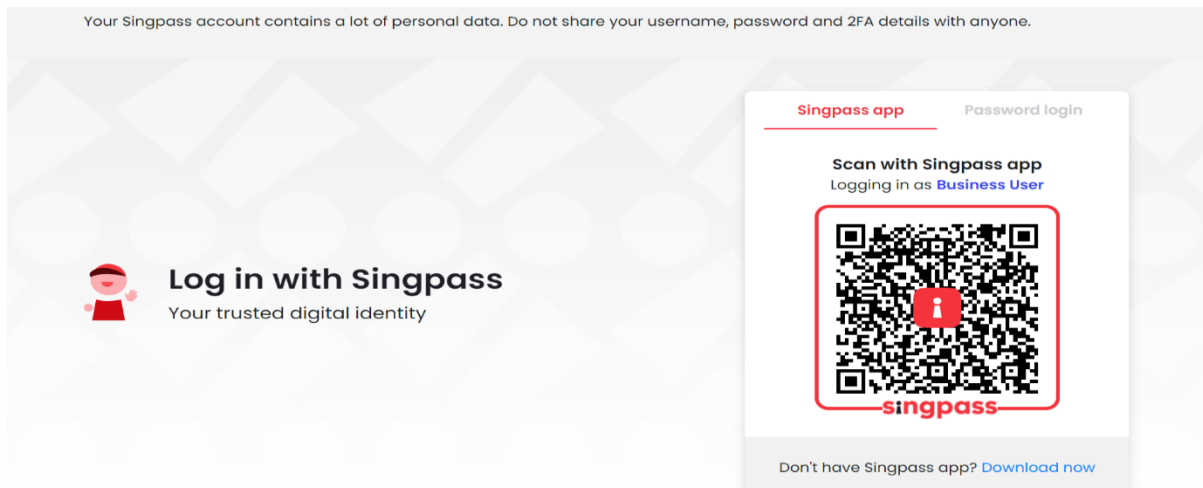 Your Singpass account contains a lot of personal data. Do not share your username, password and 2FA details with anyone.
Singpass app
Password login
Scan with Singpass app
Logging in as Business User
singpass
Log in with Singpass
Your trusted digital identity
Don't have Singpass app? Download now